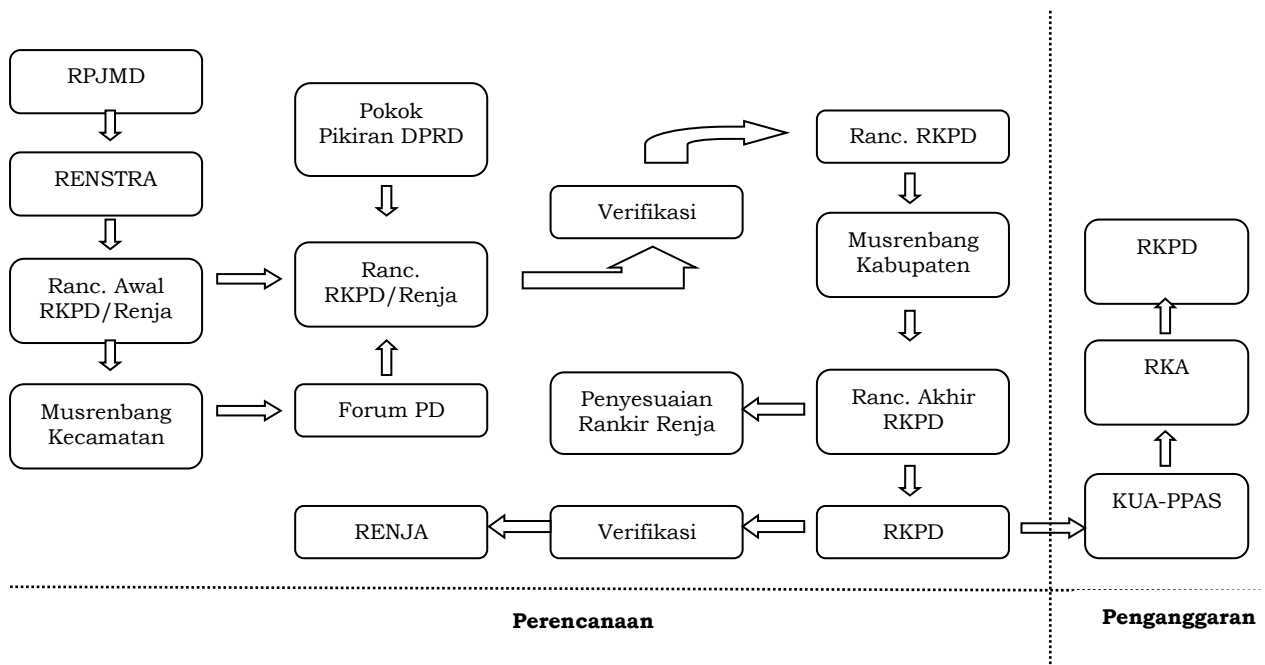 RPJMD
RENSTRA
Ranc. Awal
RKPD/Renja
Musrenbang
Kecamatan
Pokok
Pikiran DPRD
Ranc.
RKPD/Renja
Forum PD
RENJA
Verifikasi
Penyesuaian
Rankir Renja
Verifikasi
Ranc. RKPD
Musrenbang
Kabupaten
Ranc. Akhir
RKPD
RKPD
RKPD
RKA
KUA-PPAS
Perencanaan
Penganggaran